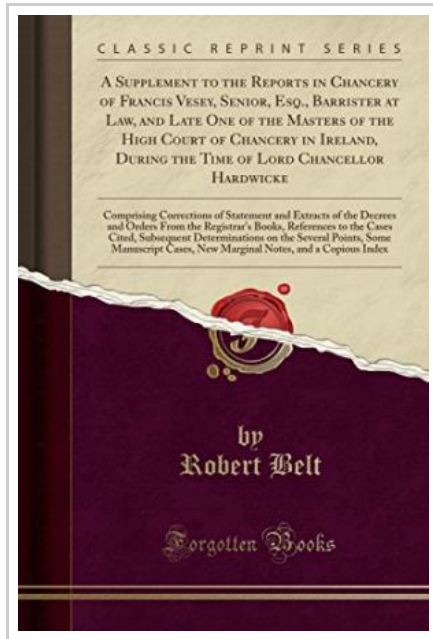 CLASSIC REPRINT SERIES
A SUPPLEMENT TO THE REPORTS IN CHANCERY
OF FRANCIS VESEY, SENIOR, ESQ., BARRISTER AT
LAW, AND LATE ONE OF THE MASTERS OF THE
HIGH COURT OF CHANCERY IN IRELAND,
DURING THE TIME OF LORD CHANCELLOR
HARDWICKE
Comprising Corrections of Statement and Extracts of the Decrees
and Orders From the Registrar's Books, References to the Cases
Cited, Subsequent Determinations on the Several Points, Some
Manuscript Cases, New Marginal Notes, and a Copious Index
by
Robert Belt
Forgotten Books